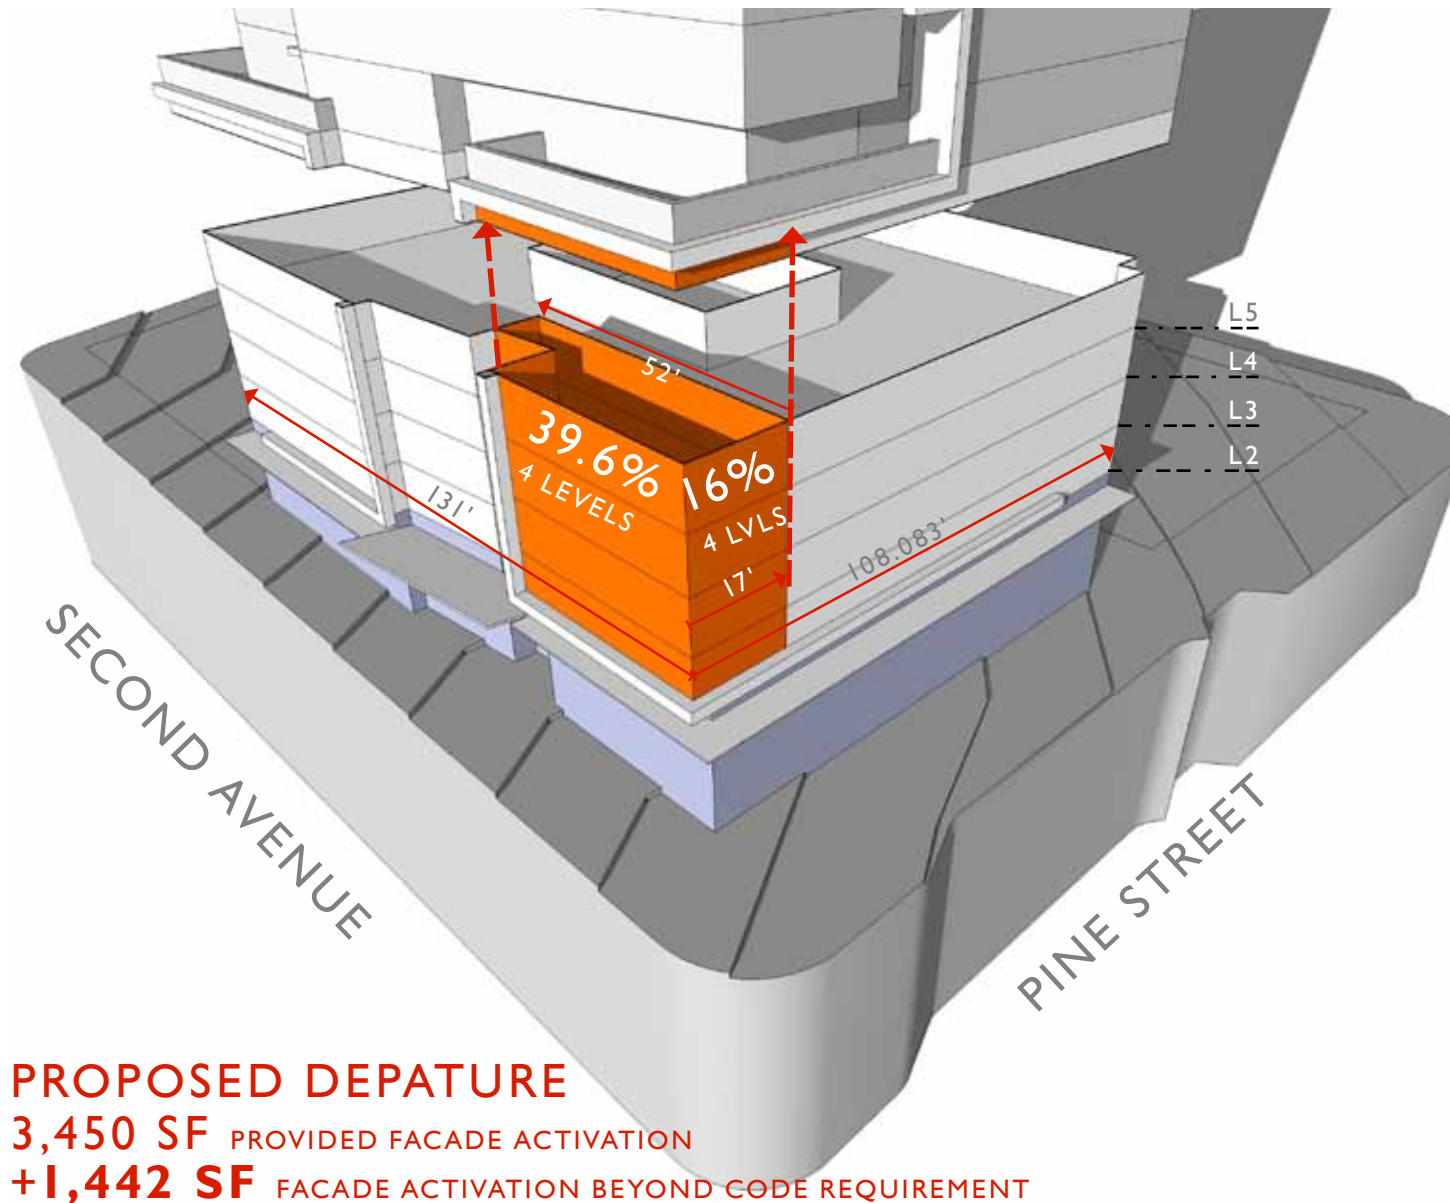 L5
L4
L3
L2
52'
39.6%
4 LEVELS
16%
4 LVLS
17'
131'
108.083'
SECOND AVENUE
PINE STREET
PROPOSED DEPATURE
3,450 SF PROVIDED FACADE ACTIVATION
+1,442 SF FACADE ACTIVATION BEYOND CODE REQUIREMENT